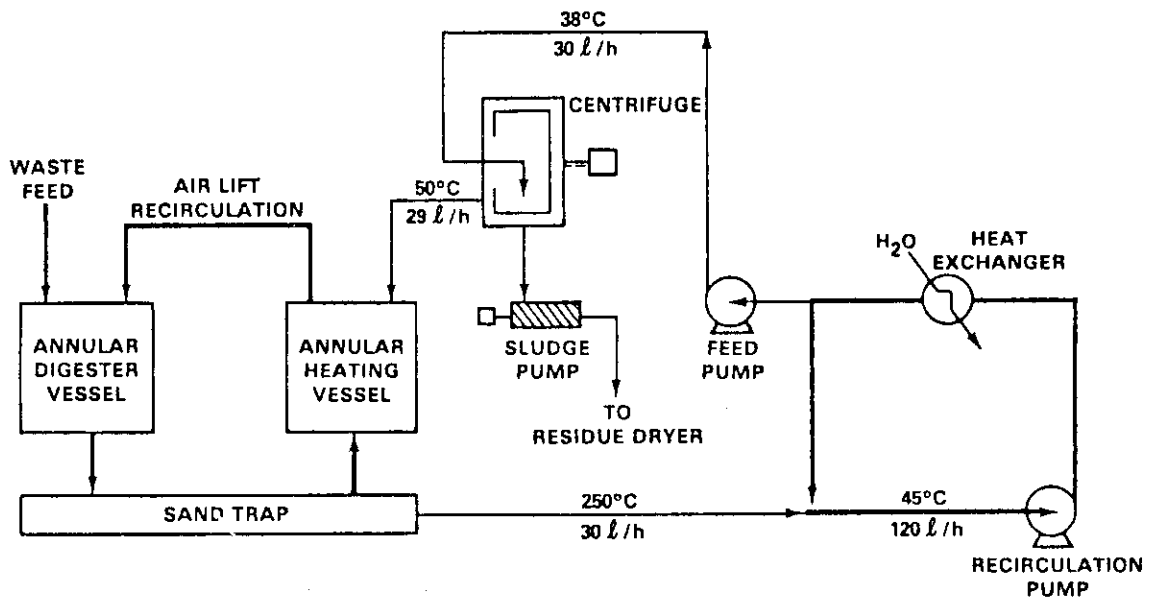 38°C
30 ℓ/h
CENTRIFUGE
WASTE
FEED
AIR LIFT
RECIRCULATION
50°C
29 ℓ/h
H₂O
HEAT
EXCHANGER
ANNULAR
DIGESTER
VESSEL
ANNULAR
HEATING
VESSEL
SLUDGE
PUMP
FEED
PUMP
TO
RESIDUE DRYER
SAND TRAP
250°C
30 ℓ/h
45°C
120 ℓ/h
RECIRCULATION
PUMP